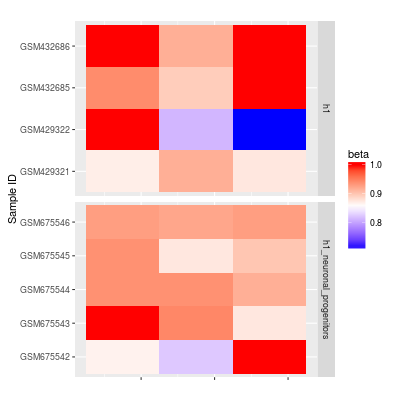 GSM432686
GSM432685
GSM429322
GSM429321
h1
GSM675546
GSM675545
GSM675544
GSM675543
GSM675542
h1_neuronal_progenitors
Sample ID
beta
1.0
0.9
0.8